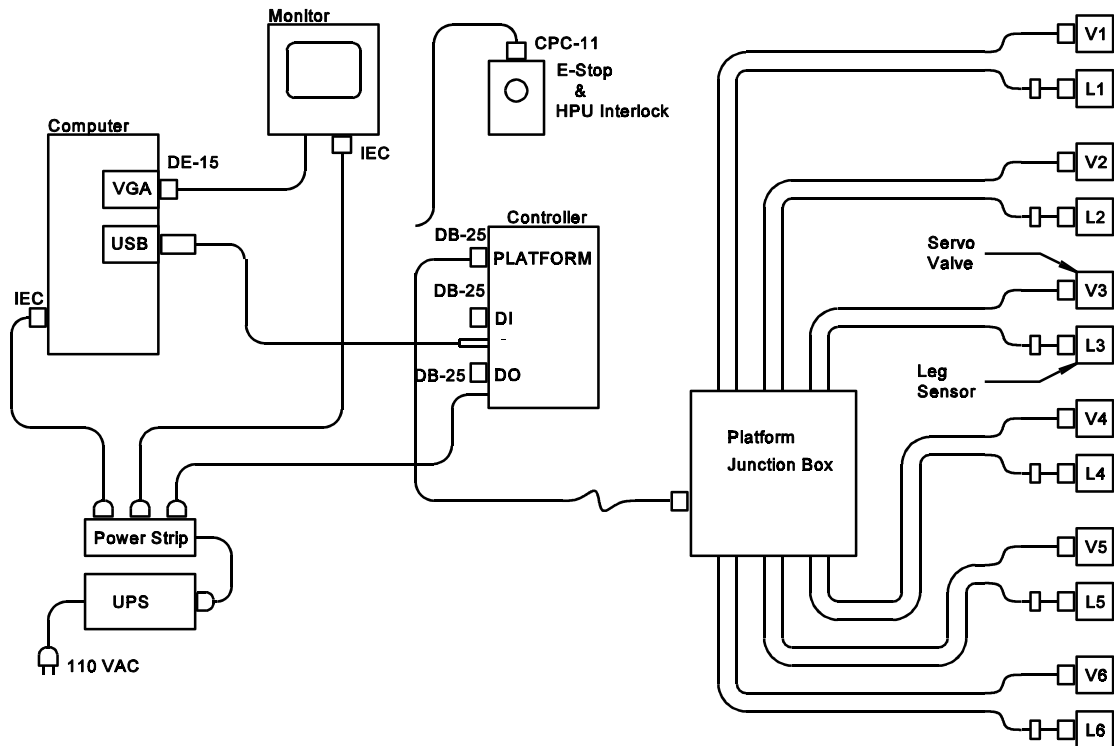 Monitor
CPC-11
E-Stop
&
HPU Interlock
V1
L1
Computer
DE-15
IEC
VGA
V2
USB
Controller
L2
DB-25
PLATFORM
Servo
Valve
DB-25
IEC
V3
DI
-
L3
DB-25
DO
Leg
Sensor
V4
Platform
Junction Box
L4
Power Strip
V5
UPS
L5
110 VAC
V6
L6